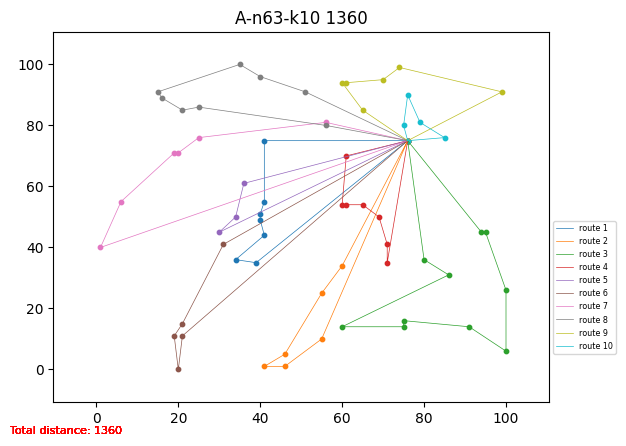 A-n63-k10 1360
100
80
60
40
20
0
0 20 40 60 80 100
route 1
route 2
route 3
route 4
route 5
route 6
route 7
route 8
route 9
route 10
Total distance: 1360